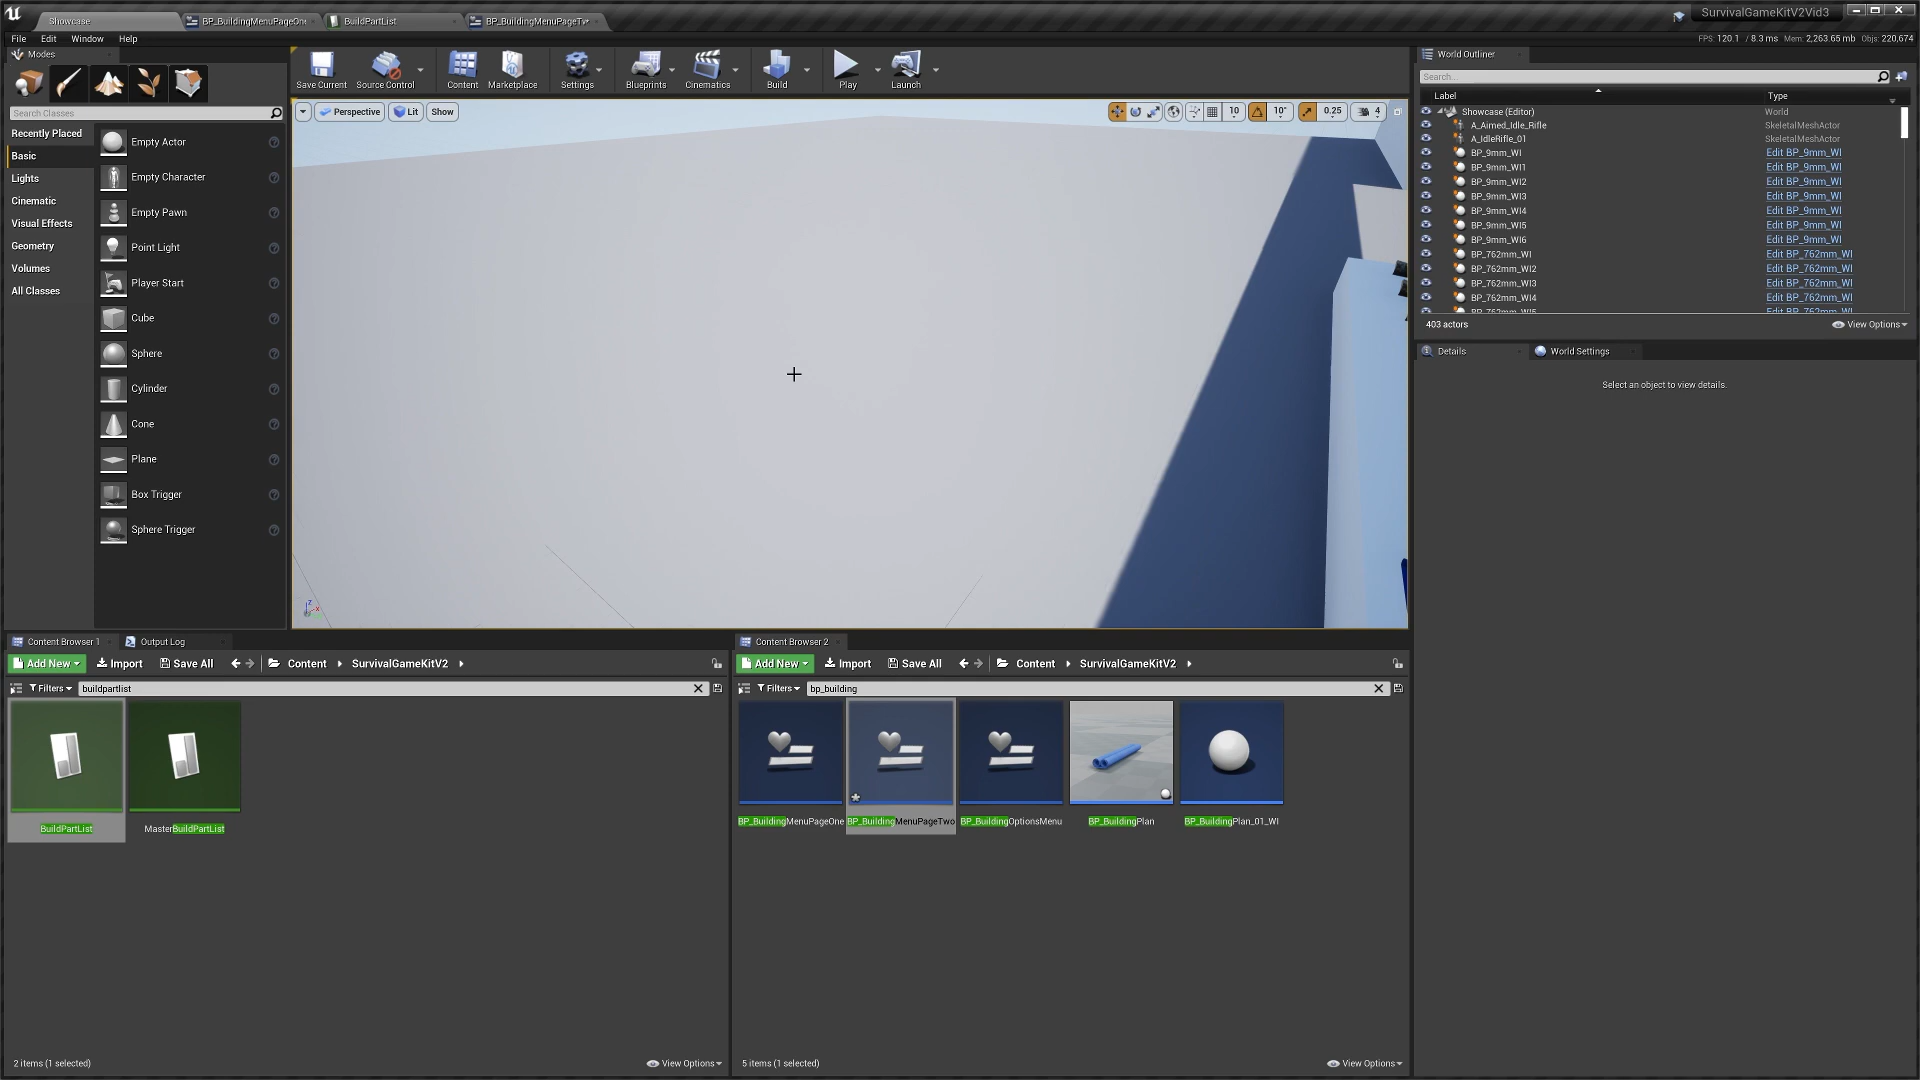 Showcase
BP_BuildingMenuPageOne
BuildPartList
BP_BuildingMenuPageTw
SurvivalGameKitV2Vid3
File Edit Window Help
FPS: 120.1 / 8.3 ms Mem: 2,263.65 mb Objs: 220,674
Modes
Save Current
Source Control
Content
Marketplace
Settings
Blueprints
Cinematics
Build
Play
Launch
Search Classes
Recently Placed
Basic
Lights
Cinematic
Visual Effects
Geometry
Volumes
All Classes
Empty Actor
Empty Character
Empty Pawn
Point Light
Player Start
Cube
Sphere
Cylinder
Cone
Plane
Box Trigger
Sphere Trigger
Perspective Lit Show
10 10° 0.25 4
World Outliner
Search...
Label Type
Showcase (Editor) World
A_Aimed_Idle_Rifle SkeletalMeshActor
A_IdleRifle_01 SkeletalMeshActor
BP_9mm_WI Edit BP_9mm_WI
BP_9mm_WI1 Edit BP_9mm_WI
BP_9mm_WI2 Edit BP_9mm_WI
BP_9mm_WI3 Edit BP_9mm_WI
BP_9mm_WI4 Edit BP_9mm_WI
BP_9mm_WI5 Edit BP_9mm_WI
BP_9mm_WI6 Edit BP_9mm_WI
BP_762mm_WI Edit BP_762mm_WI
BP_762mm_WI2 Edit BP_762mm_WI
BP_762mm_WI3 Edit BP_762mm_WI
BP_762mm_WI4 Edit BP_762mm_WI
BP_762mm_WI5 Edit BP_762mm_WI
403 actors View Options
Details World Settings
Select an object to view details.
Content Browser 1 Output Log
Add New Import Save All Content SurvivalGameKitV2
Filters buildpartlist
BuildPartList
MasterBuildPartList
2 items (1 selected) View Options
Content Browser 2
Add New Import Save All Content SurvivalGameKitV2
Filters bp_building
BP_BuildingMenuPageOne
BP_BuildingMenuPageTwo
BP_BuildingOptionsMenu
BP_BuildingPlan
BP_BuildingPlan_01_WI
5 items (1 selected) View Options